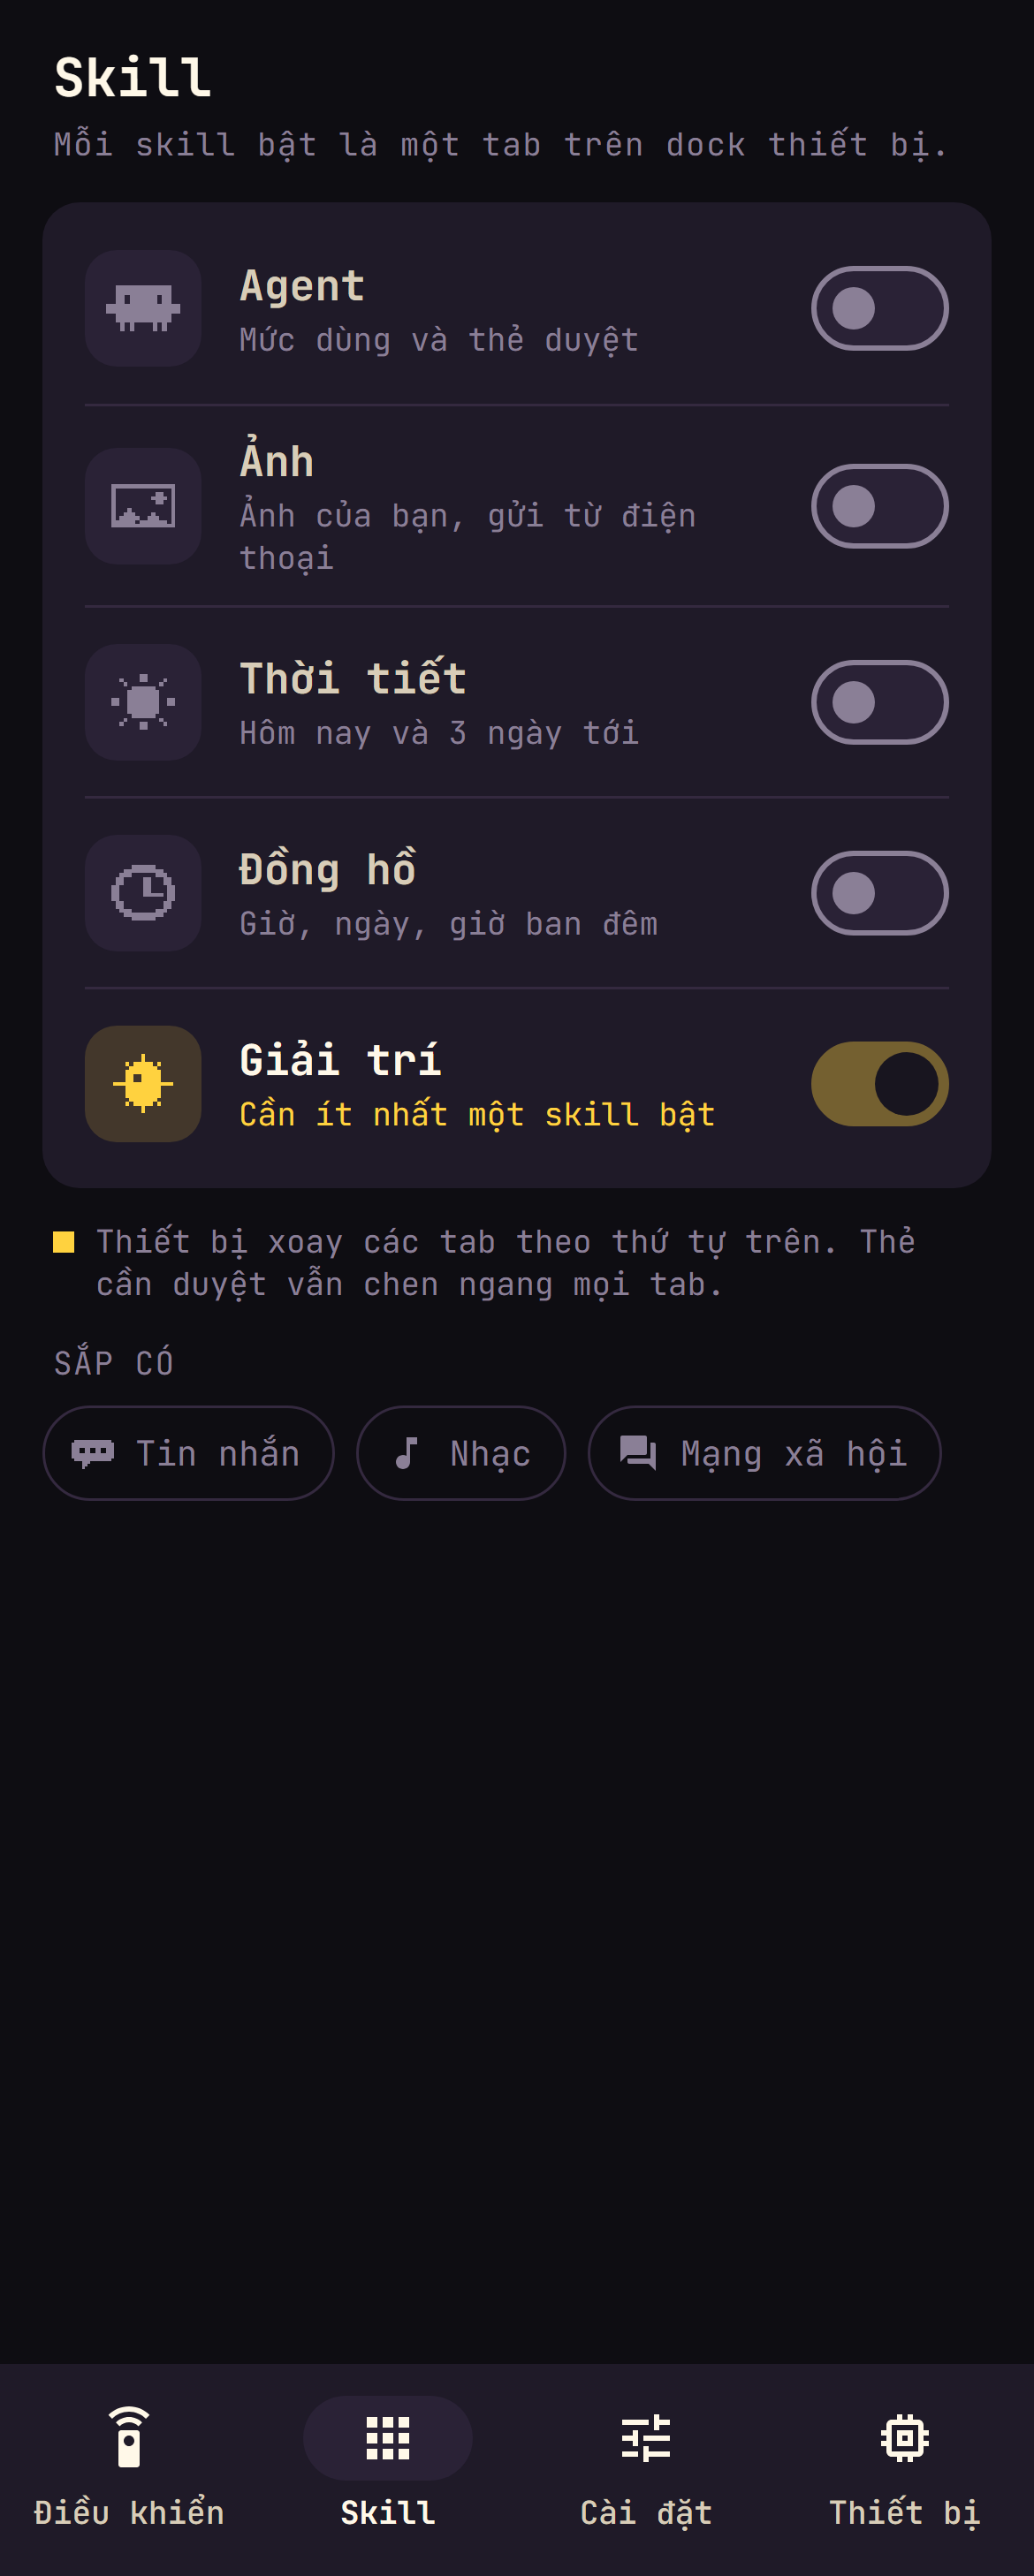 Skill
Mỗi skill bật là một tab trên dock thiết bị.
Agent
Mức dùng và thẻ duyệt
Ảnh
Ảnh của bạn, gửi từ điện
thoại
Thời tiết
Hôm nay và 3 ngày tới
Đồng hồ
Giờ, ngày, giờ ban đêm
Giải trí
Cần ít nhất một skill bật
Thiết bị xoay các tab theo thứ tự trên. Thẻ
cần duyệt vẫn chen ngang mọi tab.
SẮP CÓ
Tin nhắn
Nhạc
Mạng xã hội
Điều khiển
Skill
Cài đặt
Thiết bị